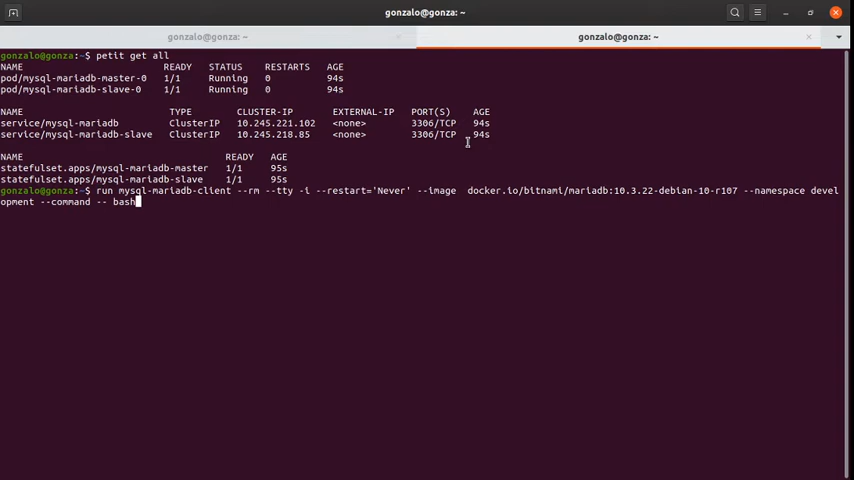 gonzalo@gonza: ~
gonzalo@gonza: ~ × gonzalo@gonza: ~ ×
gonzalo@gonza:~$ petit get all
NAME READY STATUS RESTARTS AGE
pod/mysql-mariadb-master-0 1/1 Running 0 94s
pod/mysql-mariadb-slave-0 1/1 Running 0 94s
NAME TYPE CLUSTER-IP EXTERNAL-IP PORT(S) AGE
service/mysql-mariadb ClusterIP 10.245.221.102 <none> 3306/TCP 94s
service/mysql-mariadb-slave ClusterIP 10.245.218.85 <none> 3306/TCP 94s
NAME READY AGE
statefulset.apps/mysql-mariadb-master 1/1 95s
statefulset.apps/mysql-mariadb-slave 1/1 95s
gonzalo@gonza:~$ run mysql-mariadb-client --rm --tty -i --restart='Never' --image  docker.io/bitnami/mariadb:10.3.22-debian-10-r107 --namespace devel
opment --command -- bash